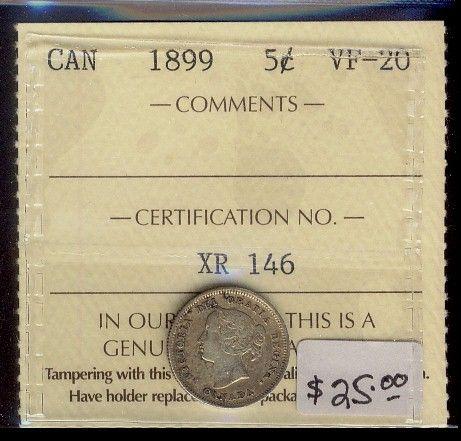 CAN 1899 5¢ VF-20
— COMMENTS —
— CERTIFICATION NO. —
XR 146
IN OUR THIS IS A
GENU
Tampering with this
Have holder replac
$25.00